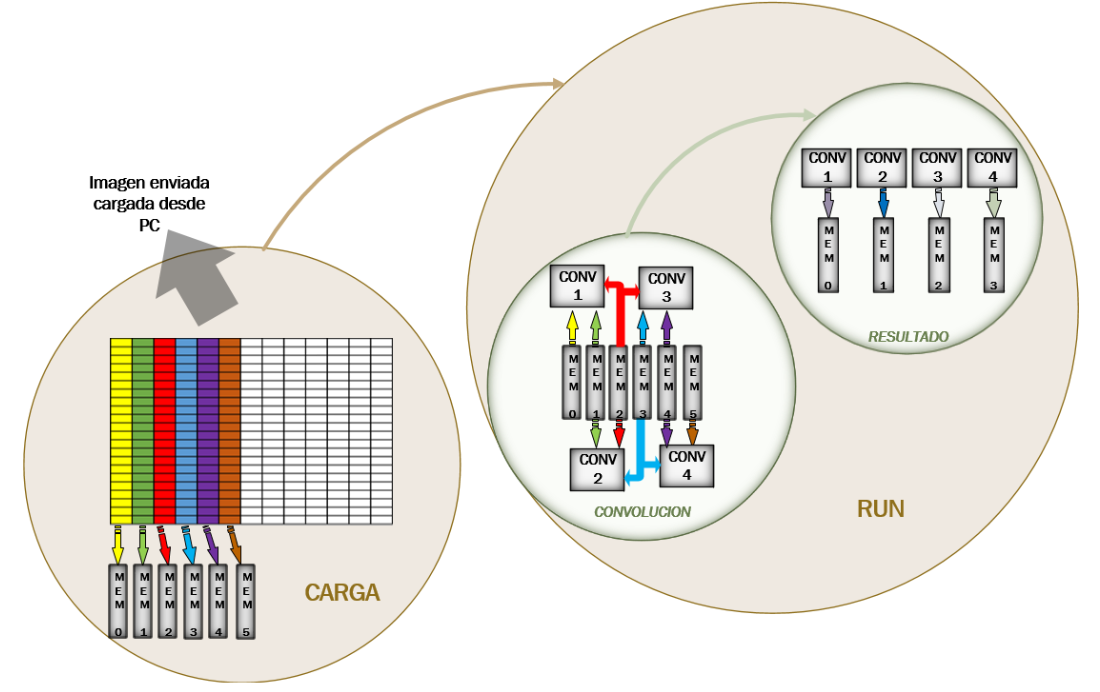 Imagen enviada
cargada desde
PC
MEM 0
MEM 1
MEM 2
MEM 3
MEM 4
MEM 5
CARGA
CONV
1
CONV
3
MEM 0
MEM 1
MEM 2
MEM 3
MEM 4
MEM 5
CONV
2
CONV
4
CONVOLUCION
CONV
1
CONV
2
CONV
3
CONV
4
MEM 0
MEM 1
MEM 2
MEM 3
RESULTADO
RUN